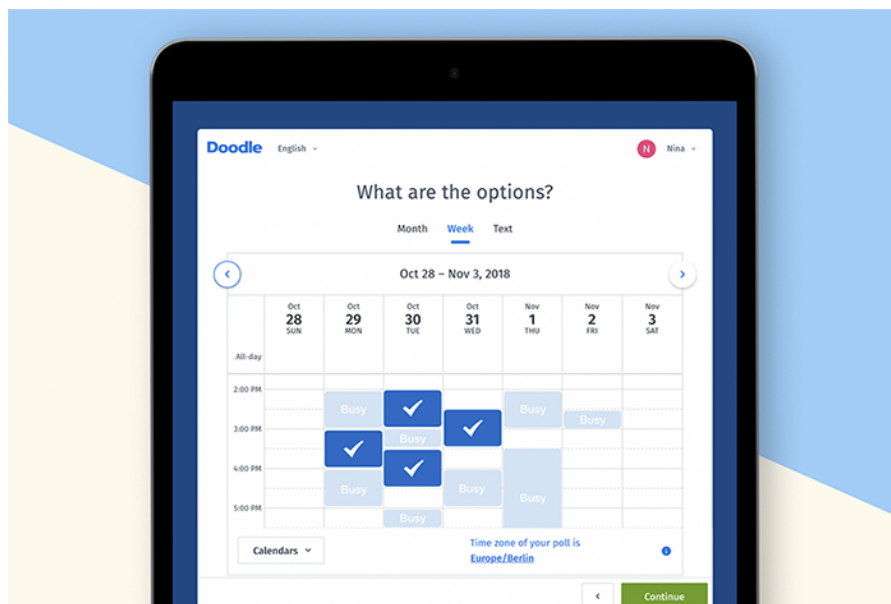 Doodle English
N Nina
What are the options?
Month Week Text
Oct 28 – Nov 3, 2018
Oct Oct Oct Oct Nov Nov Nov
28 29 30 31 1 2 3
SUN MON TUE WED THU FRI SAT
All-day
2:00 PM
Busy Busy
Busy
3:00 PM
Busy
4:00 PM
Busy Busy
Busy
5:00 PM
Busy
Calendars
Time zone of your poll is
Europe/Berlin
Continue